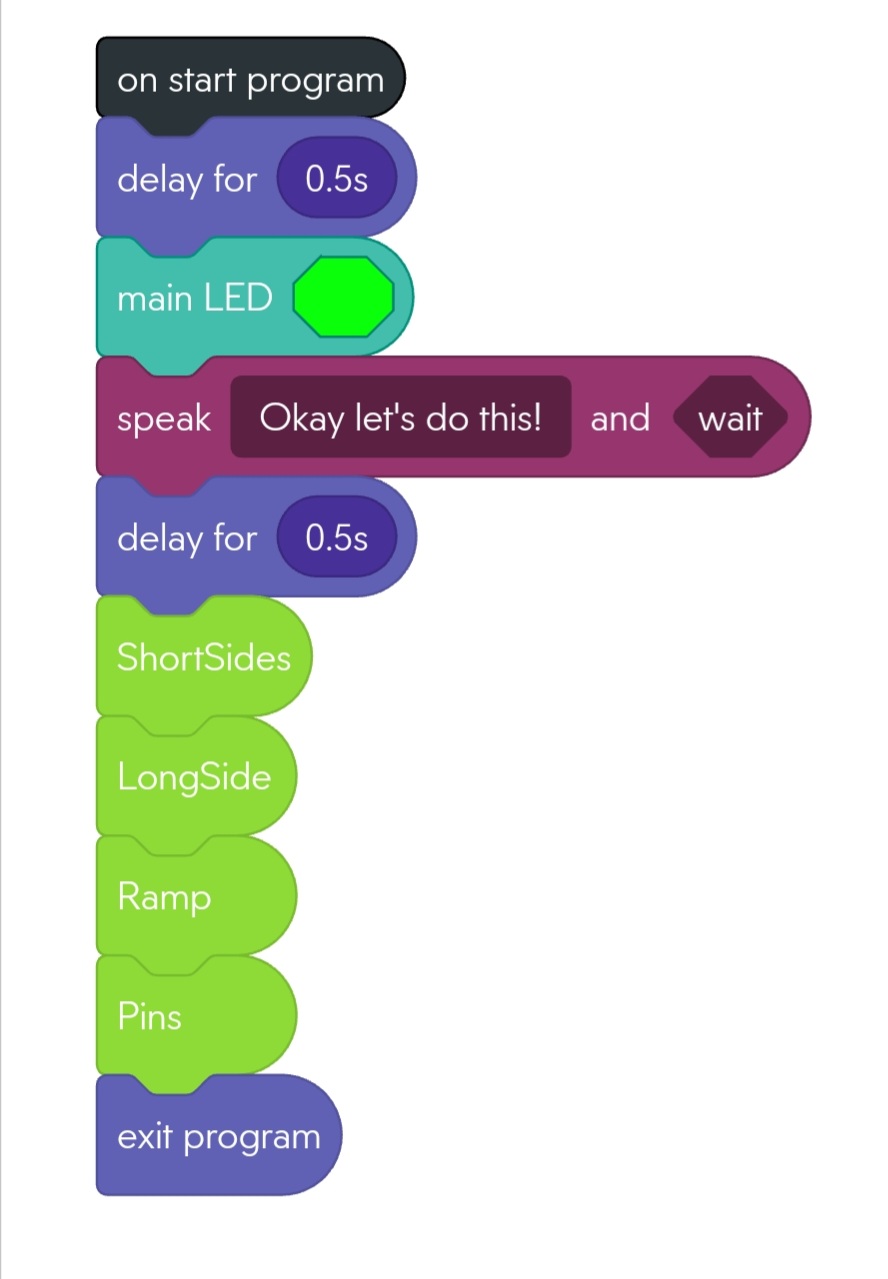 on start program
delay for 0.5s
main LED
speak Okay let's do this! and wait
delay for 0.5s
ShortSides
LongSide
Ramp
Pins
exit program